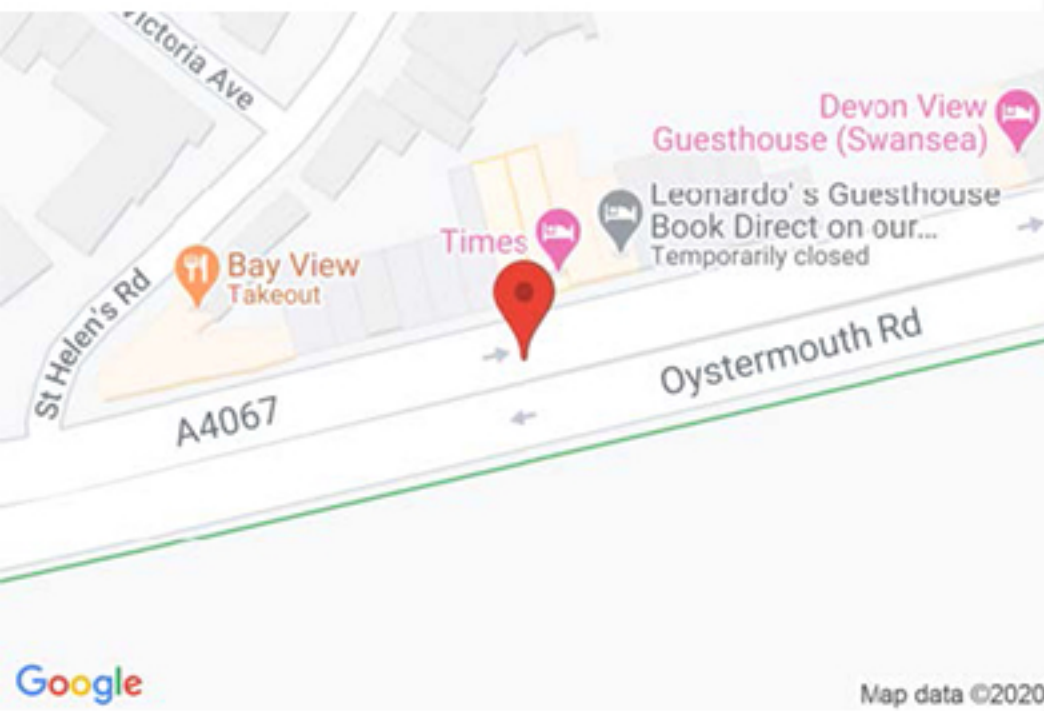 Victoria Ave
Devon View
Guesthouse (Swansea)
Leonardo' s Guesthouse
Book Direct on our...
Temporarily closed
Times
Bay View
Takeout
St Helen's Rd
Oystermouth Rd
A4067
Google
Map data ©2020